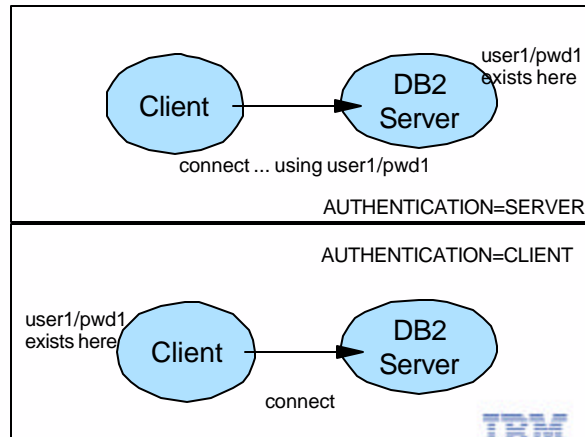 user1/pwd1
exists here
Client
DB2
Server
connect ... using user1/pwd1
AUTHENTICATION=SERVER
AUTHENTICATION=CLIENT
user1/pwd1
exists here
Client
DB2
Server
connect
IBM